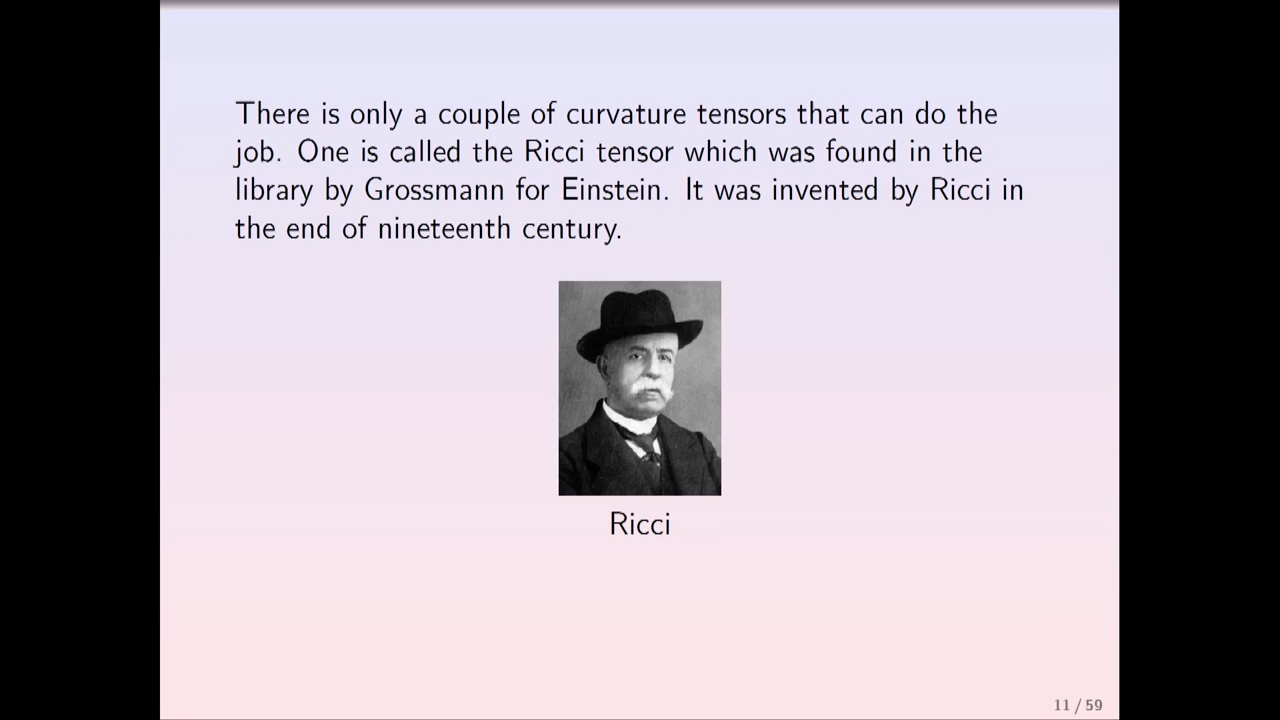 There is only a couple of curvature tensors that can do the
job. One is called the Ricci tensor which was found in the
library by Grossmann for Einstein. It was invented by Ricci in
the end of nineteenth century.
Ricci
11 / 59